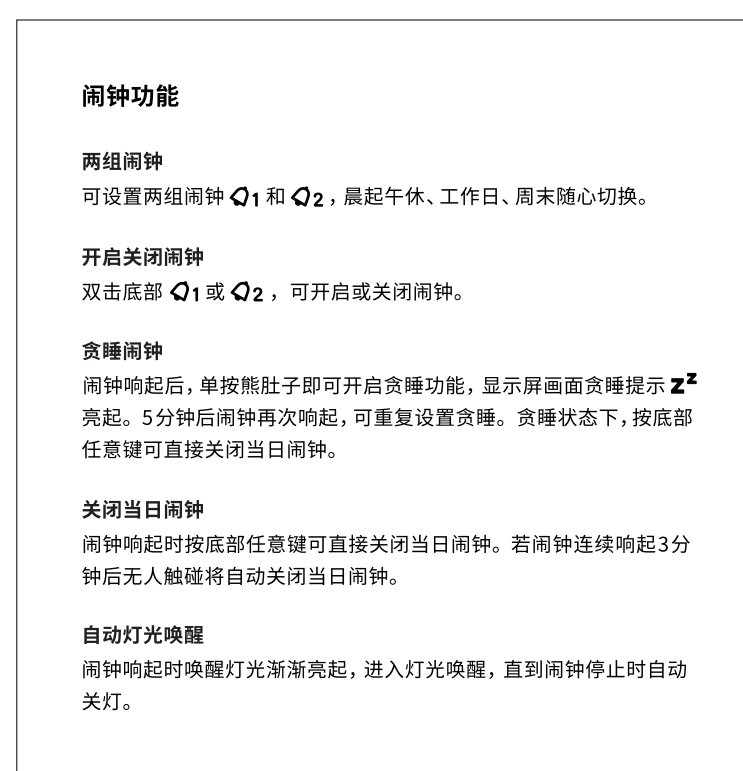 闹钟功能
两组闹钟
可设置两组闹钟 1 和 2，晨起午休、工作日、周末随心切换。
开启关闭闹钟
双击底部 1 或 2，可开启或关闭闹钟。
贪睡闹钟
闹钟响起后，单按熊肚子即可开启贪睡功能，显示屏画面贪睡提示 zᶻ
亮起。5分钟后闹钟再次响起，可重复设置贪睡。贪睡状态下，按底部
任意键可直接关闭当日闹钟。
关闭当日闹钟
闹钟响起时按底部任意键可直接关闭当日闹钟。若闹钟连续响起3分
钟后无人触碰将自动关闭当日闹钟。
自动灯光唤醒
闹钟响起时唤醒灯光渐渐亮起，进入灯光唤醒，直到闹钟停止时自动
关灯。